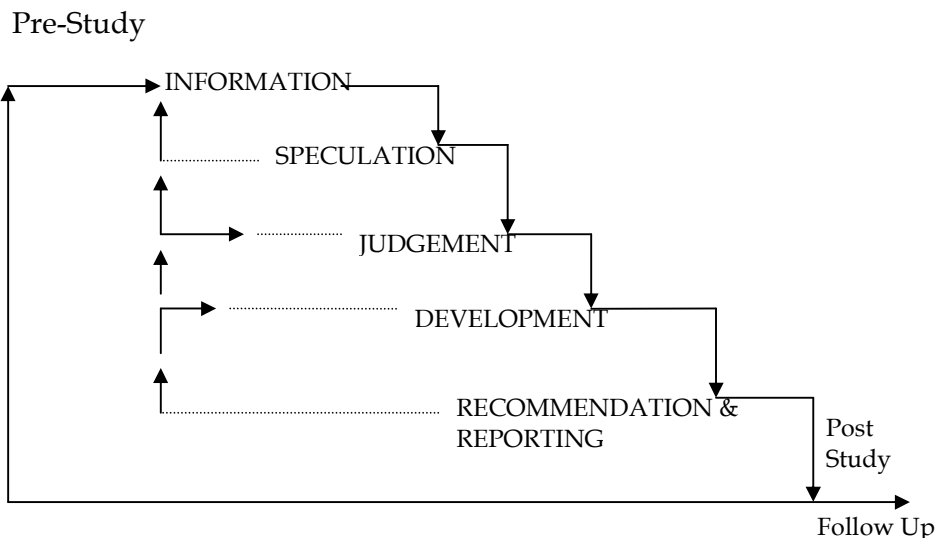 Pre-Study
INFORMATION
SPECULATION
JUDGEMENT
DEVELOPMENT
RECOMMENDATION &
REPORTING
Post
Study
Follow Up